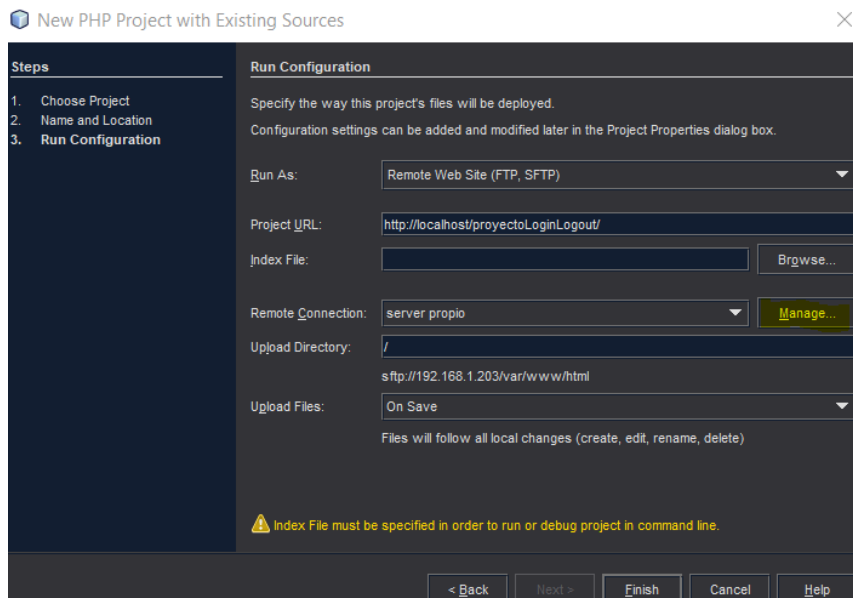 New PHP Project with Existing Sources
Steps
1. Choose Project
2. Name and Location
3. Run Configuration
Run Configuration
Specify the way this project's files will be deployed.
Configuration settings can be added and modified later in the Project Properties dialog box.
Run As: Remote Web Site (FTP, SFTP)
Project URL: http://localhost/proyectoLoginLogout/
Index File: Browse...
Remote Connection: server propio Manage...
Upload Directory: /
sftp://192.168.1.203/var/www/html
Upload Files: On Save
Files will follow all local changes (create, edit, rename, delete)
Index File must be specified in order to run or debug project in command line.
< Back Next > Finish Cancel Help